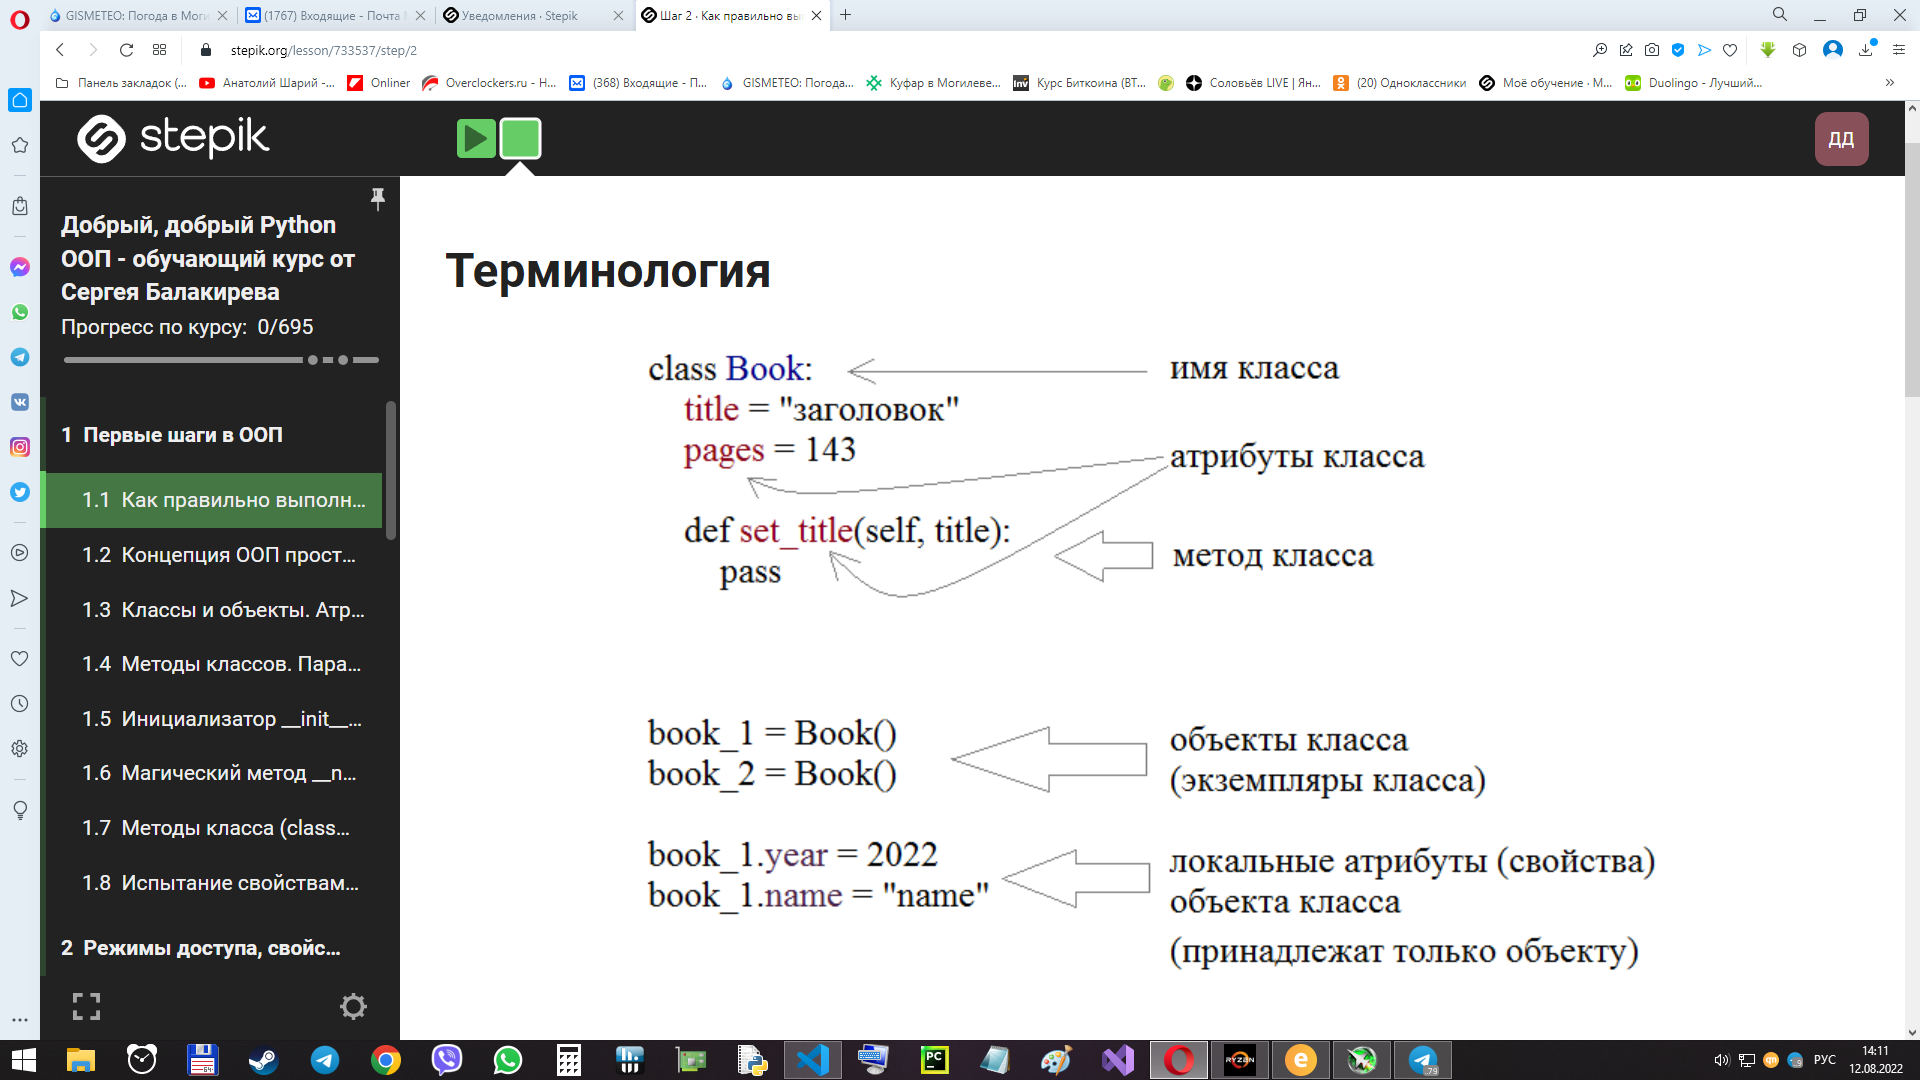 GISMETEO: Погода в Моги
(1767) Входящие - Почта
Уведомления · Stepik
Шаг 2 · Как правильно вы
stepik.org/lesson/733537/step/2
Панель закладок (...
Анатолий Шарий -...
Onliner
Overclockers.ru - Н...
(368) Входящие - П...
GISMETEO: Погода...
Куфар в Могилеве...
Inv
Курс Биткоина (BT...
Соловьёв LIVE | Ян...
(20) Одноклассники
Моё обучение · М...
Duolingo - Лучший...
stepik
ДД
Добрый, добрый Python
ООП - обучающий курс от
Сергея Балакирева
Прогресс по курсу: 0/695
1 Первые шаги в ООП
1.1 Как правильно выполн...
1.2 Концепция ООП прост...
1.3 Классы и объекты. Атр...
1.4 Методы классов. Пара...
1.5 Инициализатор __init__...
1.6 Магический метод __n...
1.7 Методы класса (class...
1.8 Испытание свойствам...
2 Режимы доступа, свойс...
Терминология
class Book:
имя класса
title = "заголовок"
pages = 143
атрибуты класса
def set_title(self, title):
pass
метод класса
book_1 = Book()
book_2 = Book()
объекты класса
(экземпляры класса)
book_1.year = 2022
book_1.name = "name"
локальные атрибуты (свойства)
объекта класса
(принадлежат только объекту)
PC
RYZEN
79
РУС
14:11
12.08.2022